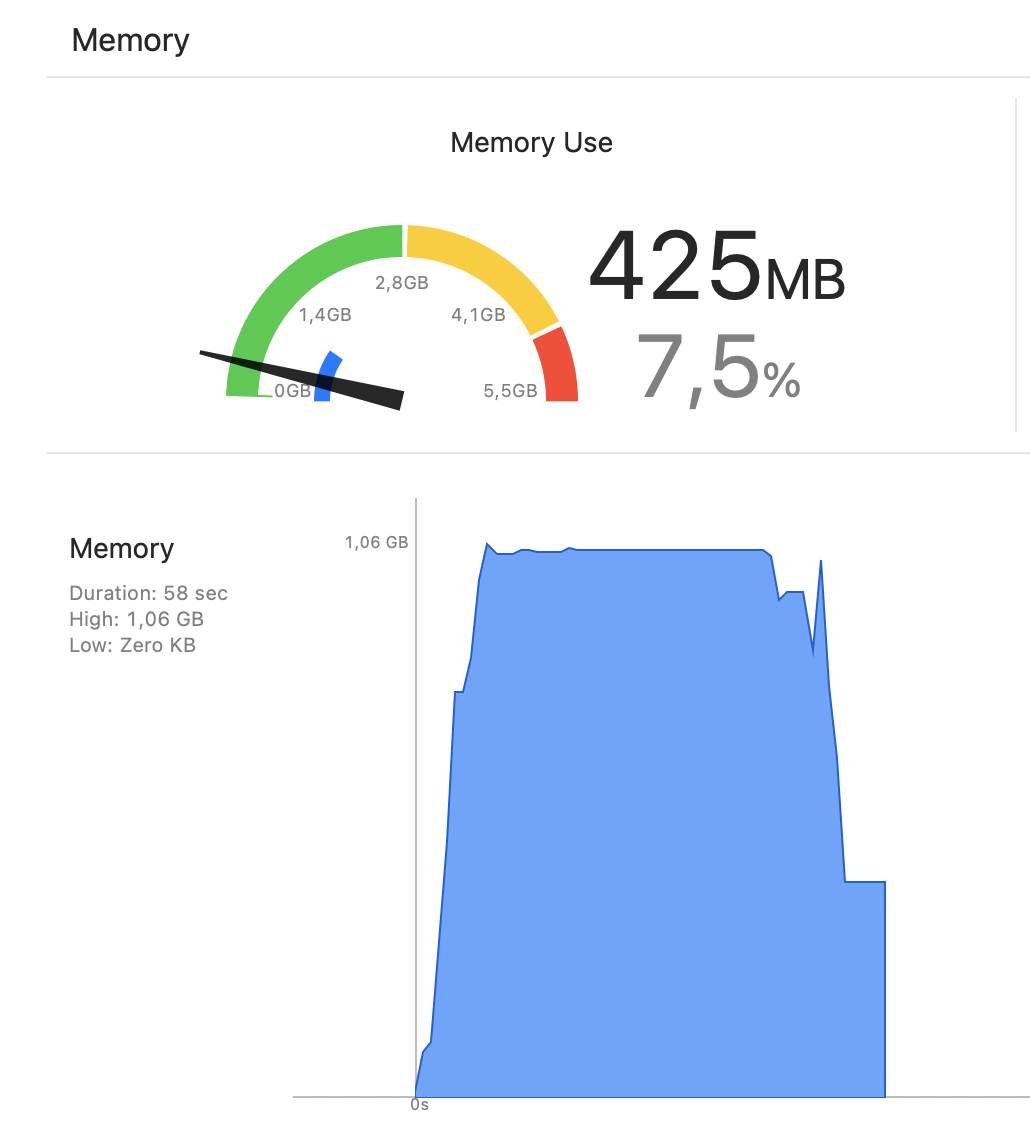 Memory
Memory Use
2,8GB
1,4GB
4,1GB
0GB
5,5GB
425MB
7,5%
Memory
Duration: 58 sec
High: 1,06 GB
Low: Zero KB
1,06 GB
0s